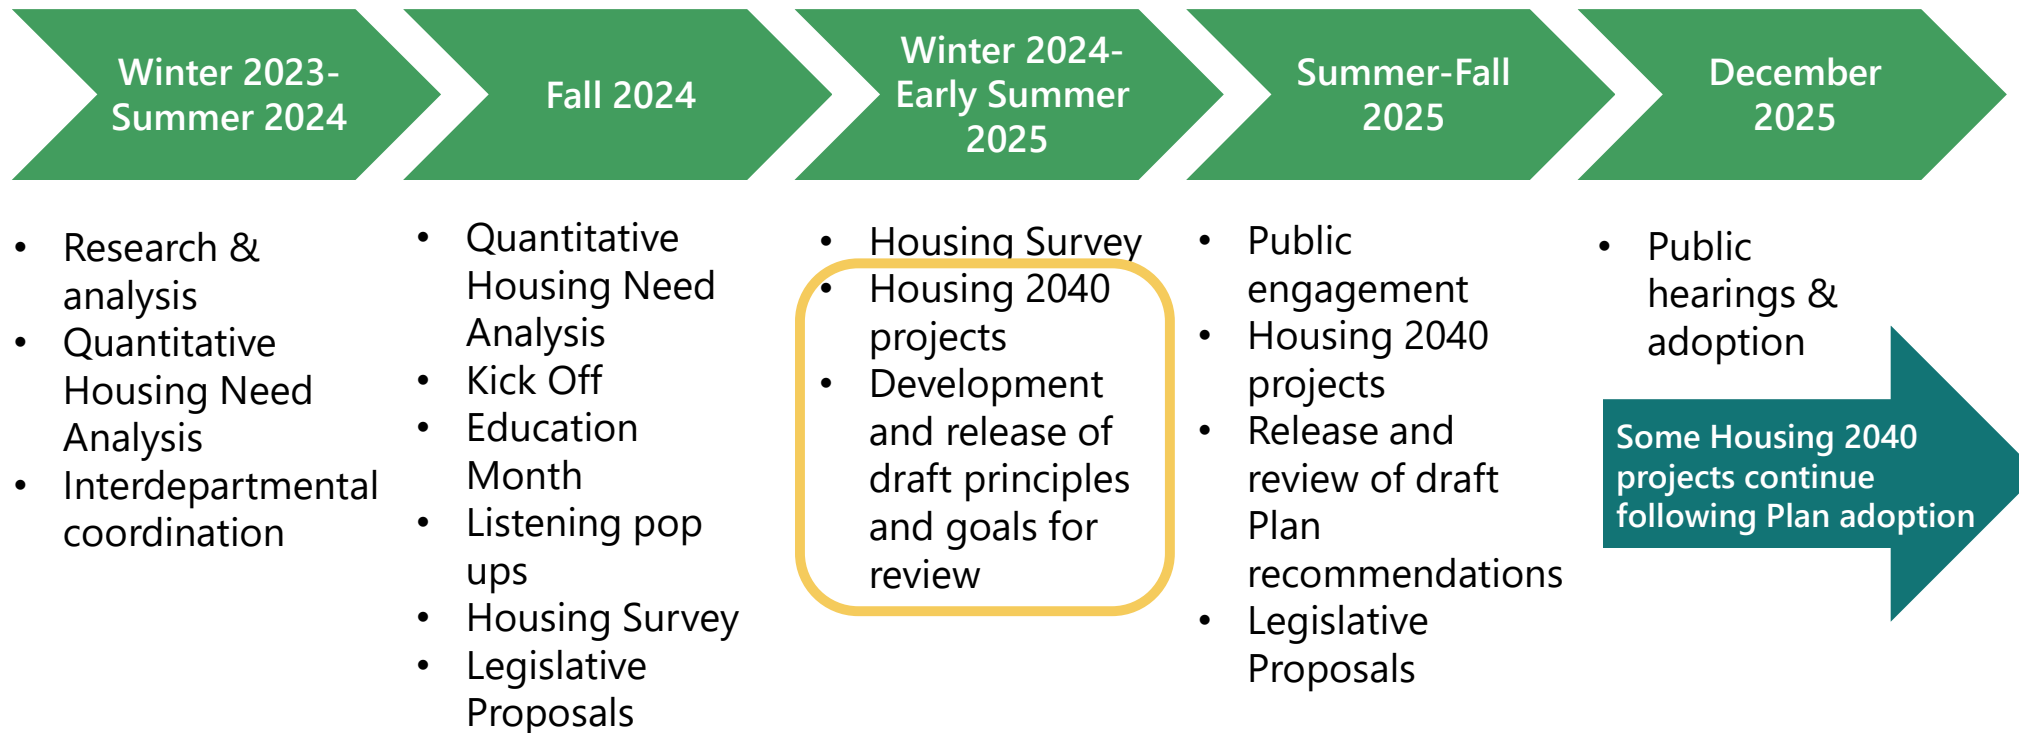 Winter 2023-
Summer 2024
Fall 2024
Winter 2024-
Early Summer
2025
Summer-Fall
2025
December
2025
• Research &
analysis
• Quantitative
Housing Need
Analysis
• Interdepartmental
coordination
• Quantitative
Housing Need
Analysis
• Kick Off
• Education
Month
• Listening pop
ups
• Housing Survey
• Legislative
Proposals
• Housing Survey
• Housing 2040
projects
• Development
and release of
draft principles
and goals for
review
• Public
engagement
• Housing 2040
projects
• Release and
review of draft
Plan
recommendations
• Legislative
Proposals
• Public
hearings &
adoption
Some Housing 2040
projects continue
following Plan adoption